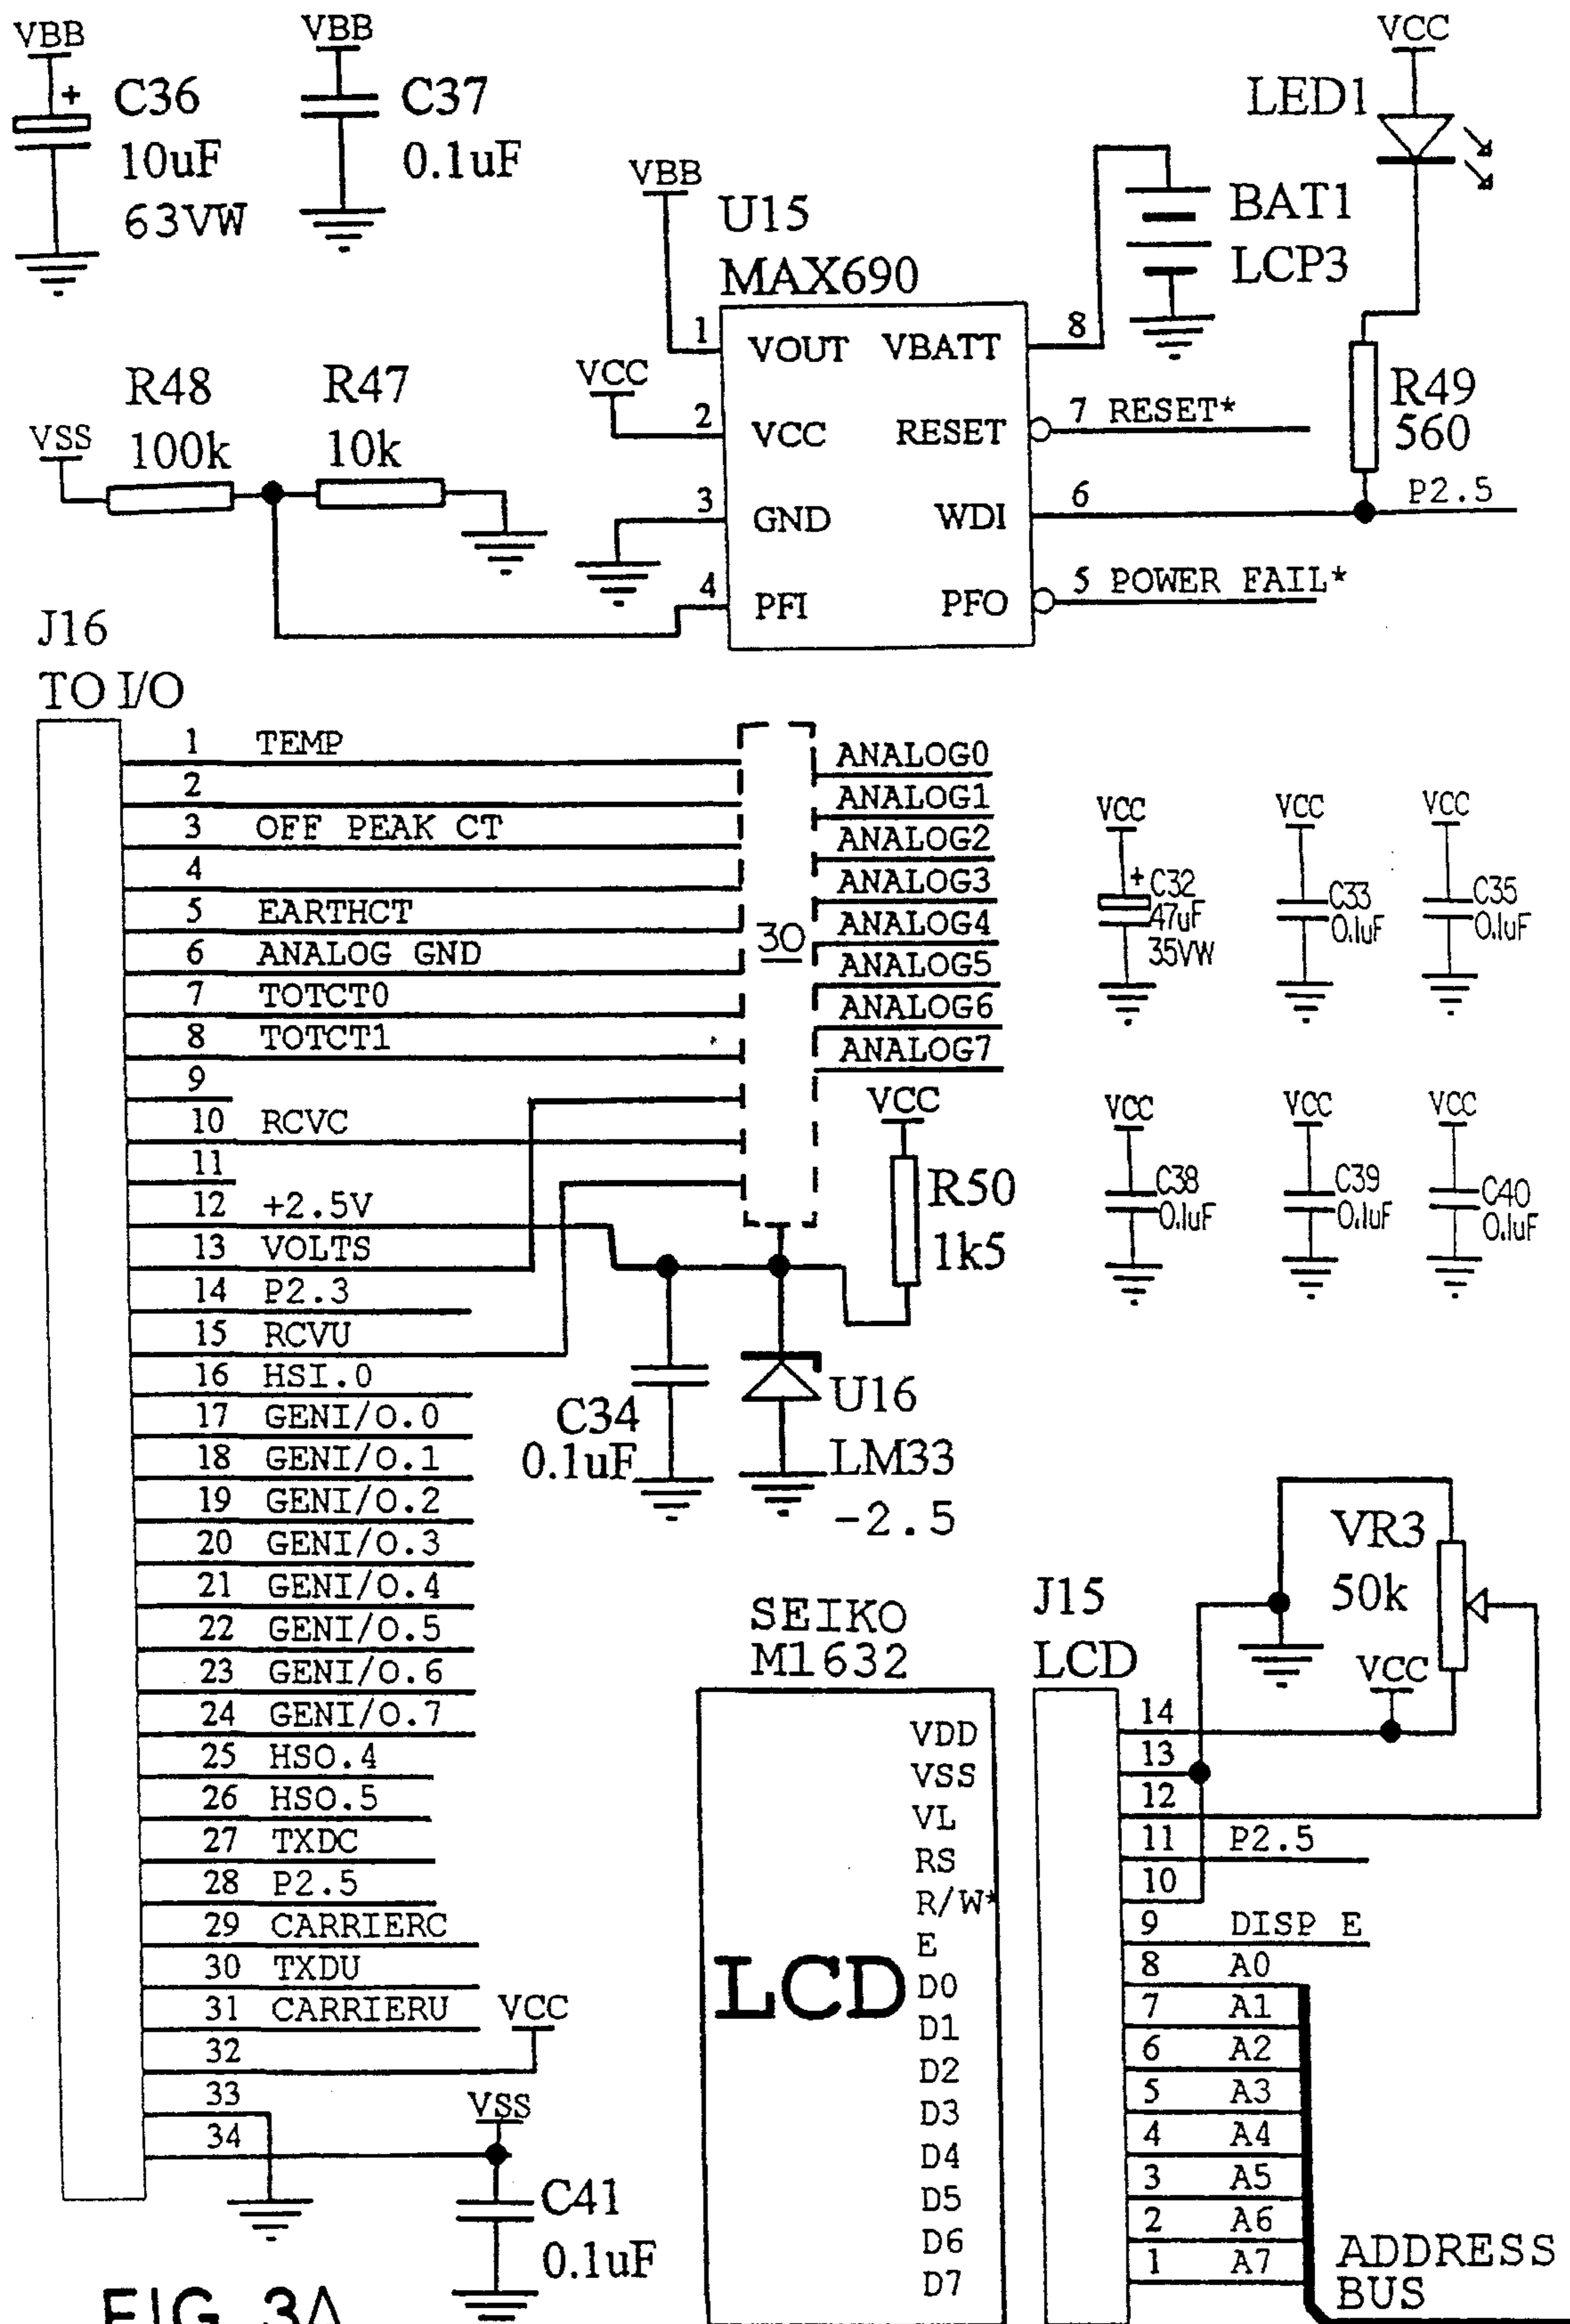 VBB
C36
+
10uF
63VW
VBB
C37
0.1uF
VCC
LED1
VBB
U15
MAX690
BAT1
LCP3
1 VOUT VBATT 8
VCC
2 VCC RESET 7 RESET*
3 GND WDI 6 P2.5
4 PFI PFO 5 POWER FAIL*
R49
560
R48
100k
R47
10k
VSS
J16
TO I/O
1 TEMP
2
3 OFF PEAK CT
4
5 EARTHCT
6 ANALOG GND
7 TOTCT0
8 TOTCT1
9
10 RCVC
11
12 +2.5V
13 VOLTS
14 P2.3
15 RCVU
16 HSI.0
17 GENI/O.0
18 GENI/O.1
19 GENI/O.2
20 GENI/O.3
21 GENI/O.4
22 GENI/O.5
23 GENI/O.6
24 GENI/O.7
25 HSO.4
26 HSO.5
27 TXDC
28 P2.5
29 CARRIERC
30 TXDU
31 CARRIERU
32
33
34
VCC
VSS
C41
0.1uF
30
ANALOG0
ANALOG1
ANALOG2
ANALOG3
ANALOG4
ANALOG5
ANALOG6
ANALOG7
VCC
R50
1k5
C34
0.1uF
U16
LM33
-2.5
VCC
+
C32
47uF
35VW
VCC
C33
0.1uF
VCC
C35
0.1uF
VCC
C38
0.1uF
VCC
C39
0.1uF
VCC
C40
0.1uF
SEIKO
M1632
LCD
VDD
VSS
VL
RS
R/W*
E
D0
D1
D2
D3
D4
D5
D6
D7
J15
LCD
VR3
50k
VCC
14
13
12
11 P2.5
10
9 DISP E
8 A0
7 A1
6 A2
5 A3
4 A4
3 A5
2 A6
1 A7
ADDRESS
BUS
FIG. 3A